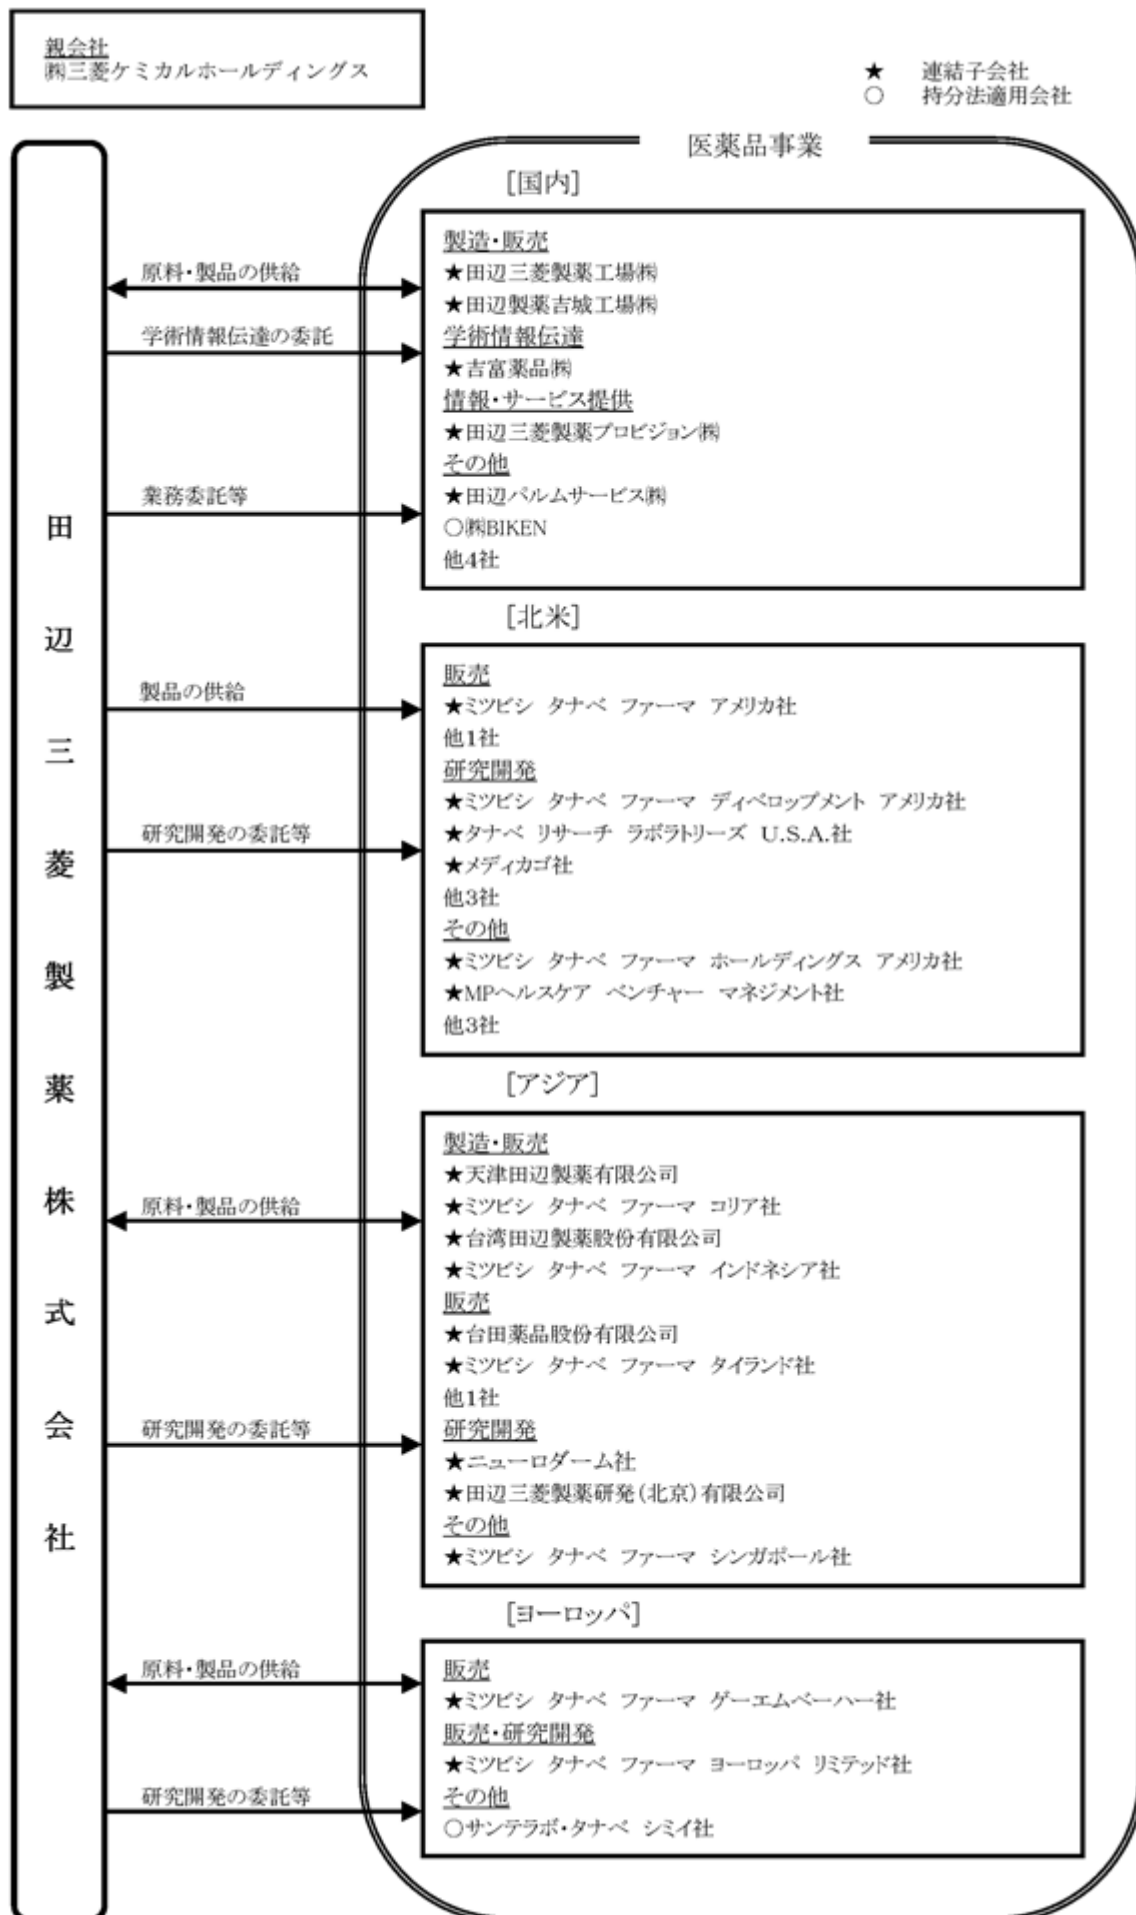 親会社
㈱三菱ケミカルホールディングス
★ 連結子会社
○ 持分法適用会社
田辺三菱製薬株式会社
医薬品事業
[国内]
原料・製品の供給
学術情報伝達の委託
業務委託等
製造・販売
★田辺三菱製薬工場㈱
★田辺製薬吉城工場㈱
学術情報伝達
★吉富薬品㈱
情報・サービス提供
★田辺三菱製薬プロビジョン㈱
その他
★田辺パルムサービス㈱
○㈱BIKEN
他4社
[北米]
製品の供給
研究開発の委託等
販売
★ミツビシ タナベ ファーマ アメリカ社
他1社
研究開発
★ミツビシ タナベ ファーマ ディベロップメント アメリカ社
★タナベ リサーチ ラボラトリーズ U.S.A.社
★メディカゴ社
他3社
その他
★ミツビシ タナベ ファーマ ホールディングス アメリカ社
★MPヘルスケア ベンチャー マネジメント社
他3社
[アジア]
原料・製品の供給
研究開発の委託等
製造・販売
★天津田辺製薬有限公司
★ミツビシ タナベ ファーマ コリア社
★台湾田辺製薬股份有限公司
★ミツビシ タナベ ファーマ インドネシア社
販売
★台田薬品股份有限公司
★ミツビシ タナベ ファーマ タイランド社
他1社
研究開発
★ニューロダーム社
★田辺三菱製薬研発(北京)有限公司
その他
★ミツビシ タナベ ファーマ シンガポール社
[ヨーロッパ]
原料・製品の供給
研究開発の委託等
販売
★ミツビシ タナベ ファーマ ゲーエムベーハー社
販売・研究開発
★ミツビシ タナベ ファーマ ヨーロッパ リミテッド社
その他
○サンテラボ・タナベ シミイ社